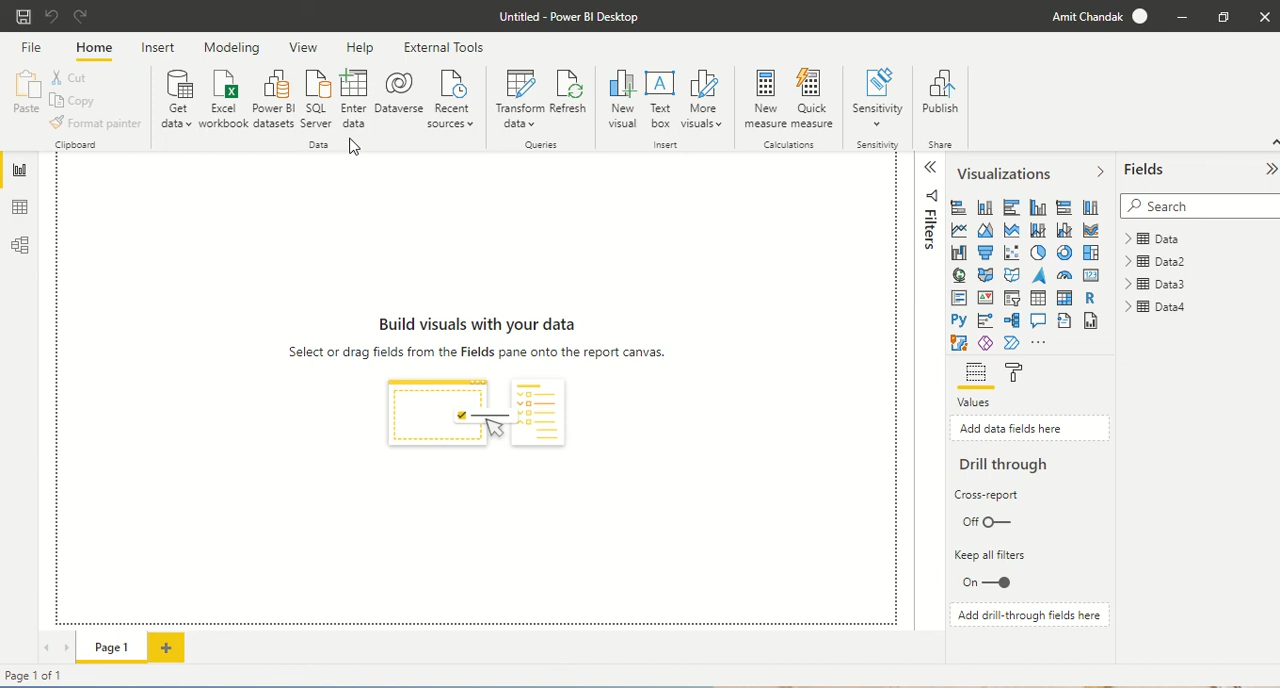 Untitled - Power BI Desktop
Amit Chandak
File Home Insert Modeling View Help External Tools
Paste
Cut
Copy
Format painter
Clipboard
Get data
Excel workbook
Power BI datasets
SQL Server
Enter data
Dataverse
Recent sources
Data
Transform data
Refresh
Queries
New visual
Text box
More visuals
Insert
New measure
Quick measure
Calculations
Sensitivity
Sensitivity
Publish
Share
Build visuals with your data
Select or drag fields from the Fields pane onto the report canvas.
Filters
Visualizations
123
R
Py
Values
Add data fields here
Drill through
Cross-report
Off
Keep all filters
On
Add drill-through fields here
Fields
Search
Data
Data2
Data3
Data4
Page 1
Page 1 of 1